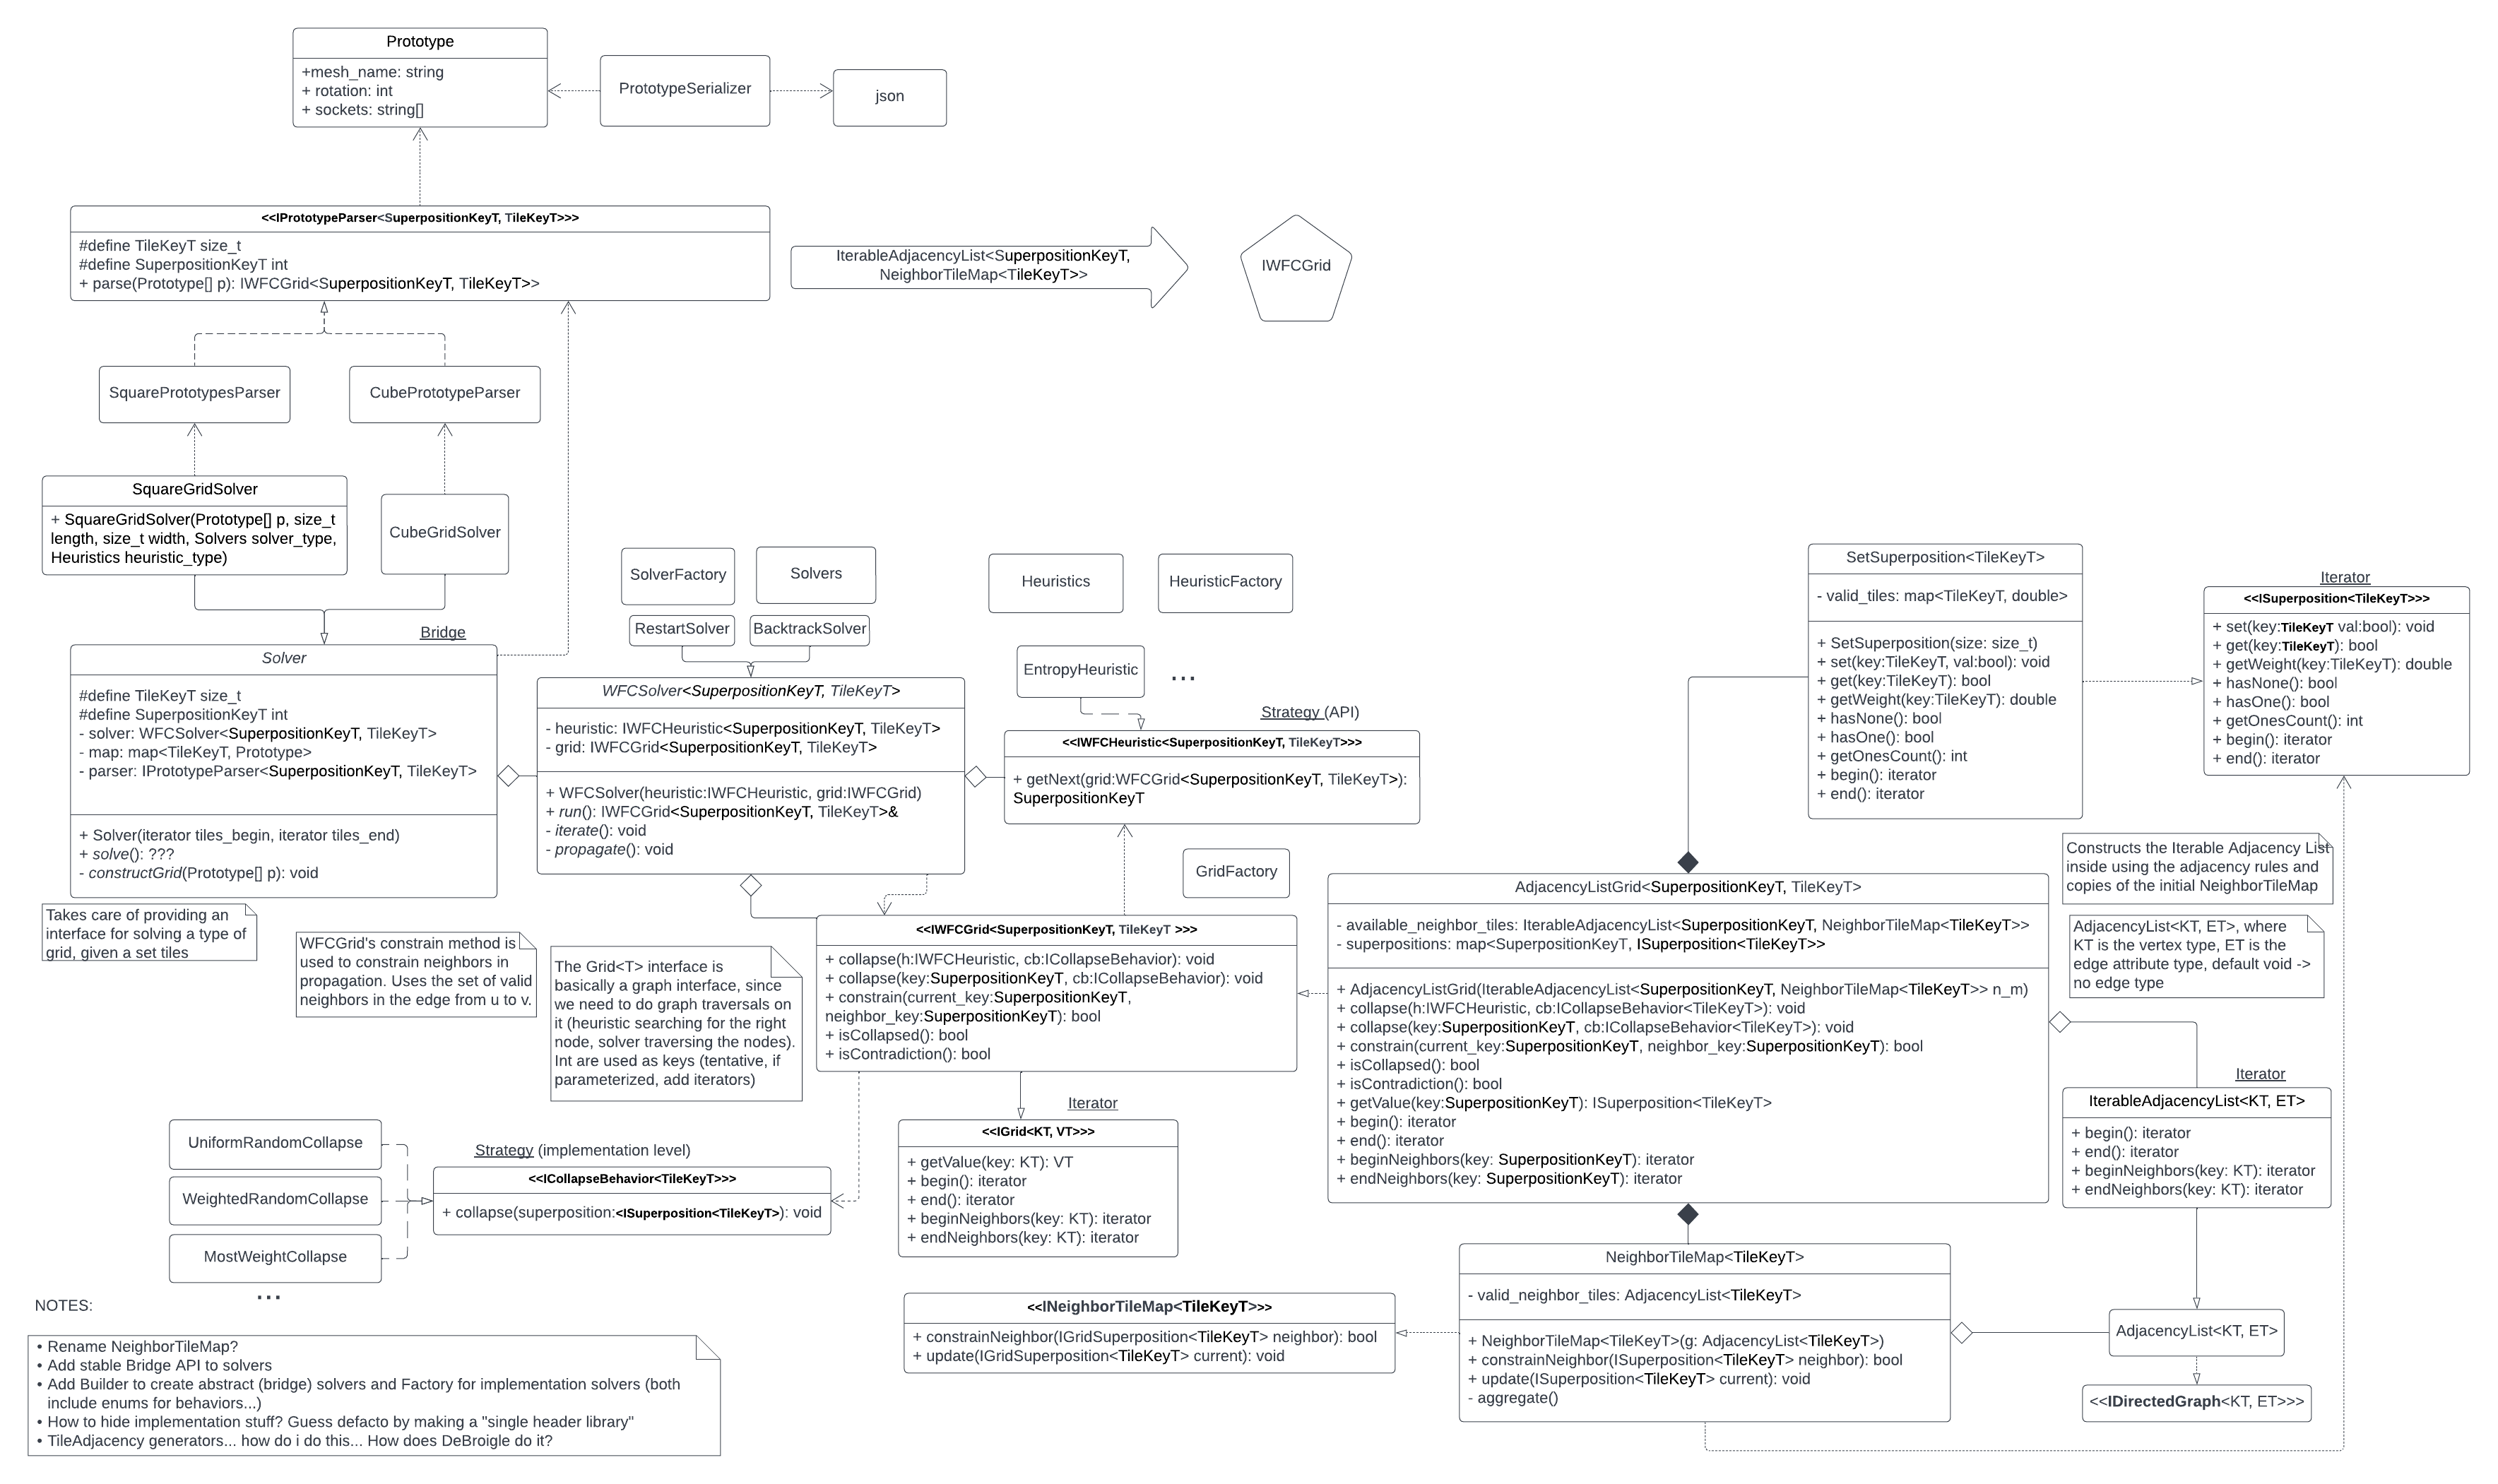 Prototype
+mesh_name: string
+ rotation: int
+ sockets: string[]
PrototypeSerializer
json
<<IPrototypeParser<SuperpositionKeyT, TileKeyT>>>
#define TileKeyT size_t
#define SuperpositionKeyT int
+ parse(Prototype[] p): IWFCGrid<SuperpositionKeyT, TileKeyT>>
IterableAdjacencyList<SuperpositionKeyT,
NeighborTileMap<TileKeyT>>
IWFCGrid
SquarePrototypesParser
CubePrototypeParser
SquareGridSolver
+ SquareGridSolver(Prototype[] p, size_t
length, size_t width, Solvers solver_type,
Heuristics heuristic_type)
CubeGridSolver
Bridge
Solver
#define TileKeyT size_t
#define SuperpositionKeyT int
- solver: WFCSolver<SuperpositionKeyT, TileKeyT>
- map: map<TileKeyT, Prototype>
- parser: IPrototypeParser<SuperpositionKeyT, TileKeyT>
+ Solver(iterator tiles_begin, iterator tiles_end)
+ solve(): ???
- constructGrid(Prototype[] p): void
Takes care of providing an
interface for solving a type of
grid, given a set tiles
SolverFactory
Solvers
RestartSolver
BacktrackSolver
WFCSolver<SuperpositionKeyT, TileKeyT>
- heuristic: IWFCHeuristic<SuperpositionKeyT, TileKeyT>
- grid: IWFCGrid<SuperpositionKeyT, TileKeyT>
+ WFCSolver(heuristic:IWFCHeuristic, grid:IWFCGrid)
+ run(): IWFCGrid<SuperpositionKeyT, TileKeyT>&
- iterate(): void
- propagate(): void
Heuristics
HeuristicFactory
EntropyHeuristic
...
Strategy (API)
<<IWFCHeuristic<SuperpositionKeyT, TileKeyT>>>
+ getNext(grid:WFCGrid<SuperpositionKeyT, TileKeyT>):
SuperpositionKeyT
GridFactory
WFCGrid's constrain method is
used to constrain neighbors in
propagation. Uses the set of valid
neighbors in the edge from u to v.
The Grid<T> interface is
basically a graph interface, since
we need to do graph traversals on
it (heuristic searching for the right
node, solver traversing the nodes).
Int are used as keys (tentative, if
parameterized, add iterators)
<<IWFCGrid<SuperpositionKeyT, TileKeyT >>>
+ collapse(h:IWFCHeuristic, cb:ICollapseBehavior): void
+ collapse(key:SuperpositionKeyT, cb:ICollapseBehavior): void
+ constrain(current_key:SuperpositionKeyT,
neighbor_key:SuperpositionKeyT): bool
+ isCollapsed(): bool
+ isContradiction(): bool
Iterator
<<IGrid<KT, VT>>>
+ getValue(key: KT): VT
+ begin(): iterator
+ end(): iterator
+ beginNeighbors(key: KT): iterator
+ endNeighbors(key: KT): iterator
UniformRandomCollapse
WeightedRandomCollapse
MostWeightCollapse
...
Strategy (implementation level)
<<ICollapseBehavior<TileKeyT>>>
+ collapse(superposition:<ISuperposition<TileKeyT>): void
SetSuperposition<TileKeyT>
- valid_tiles: map<TileKeyT, double>
+ SetSuperposition(size: size_t)
+ set(key:TileKeyT, val:bool): void
+ get(key:TileKeyT): bool
+ getWeight(key:TileKeyT): double
+ hasNone(): bool
+ hasOne(): bool
+ getOnesCount(): int
+ begin(): iterator
+ end(): iterator
Iterator
<<ISuperposition<TileKeyT>>>
+ set(key:TileKeyT val:bool): void
+ get(key:TileKeyT): bool
+ getWeight(key:TileKeyT): double
+ hasNone(): bool
+ hasOne(): bool
+ getOnesCount(): int
+ begin(): iterator
+ end(): iterator
Constructs the Iterable Adjacency List
inside using the adjacency rules and
copies of the initial NeighborTileMap
AdjacencyList<KT, ET>, where
KT is the vertex type, ET is the
edge attribute type, default void ->
no edge type
AdjacencyListGrid<SuperpositionKeyT, TileKeyT>
- available_neighbor_tiles: IterableAdjacencyList<SuperpositionKeyT, NeighborTileMap<TileKeyT>>
- superpositions: map<SuperpositionKeyT, ISuperposition<TileKeyT>>
+ AdjacencyListGrid(IterableAdjacencyList<SuperpositionKeyT, NeighborTileMap<TileKeyT>> n_m)
+ collapse(h:IWFCHeuristic, cb:ICollapseBehavior<TileKeyT>): void
+ collapse(key:SuperpositionKeyT, cb:ICollapseBehavior<TileKeyT>): void
+ constrain(current_key:SuperpositionKeyT, neighbor_key:SuperpositionKeyT): bool
+ isCollapsed(): bool
+ isContradiction(): bool
+ getValue(key:SuperpositionKeyT): ISuperposition<TileKeyT>
+ begin(): iterator
+ end(): iterator
+ beginNeighbors(key: SuperpositionKeyT): iterator
+ endNeighbors(key: SuperpositionKeyT): iterator
Iterator
IterableAdjacencyList<KT, ET>
+ begin(): iterator
+ end(): iterator
+ beginNeighbors(key: KT): iterator
+ endNeighbors(key: KT): iterator
<<INeighborTileMap<TileKeyT>>>
+ constrainNeighbor(IGridSuperposition<TileKeyT> neighbor): bool
+ update(IGridSuperposition<TileKeyT> current): void
NeighborTileMap<TileKeyT>
- valid_neighbor_tiles: AdjacencyList<TileKeyT>
+ NeighborTileMap<TileKeyT>(g: AdjacencyList<TileKeyT>)
+ constrainNeighbor(ISuperposition<TileKeyT> neighbor): bool
+ update(ISuperposition<TileKeyT> current): void
- aggregate()
AdjacencyList<KT, ET>
<<IDirectedGraph<KT, ET>>>
NOTES:
• Rename NeighborTileMap?
• Add stable Bridge API to solvers
• Add Builder to create abstract (bridge) solvers and Factory for implementation solvers (both
include enums for behaviors...)
• How to hide implementation stuff? Guess defacto by making a "single header library"
• TileAdjacency generators... how do i do this... How does DeBroigle do it?